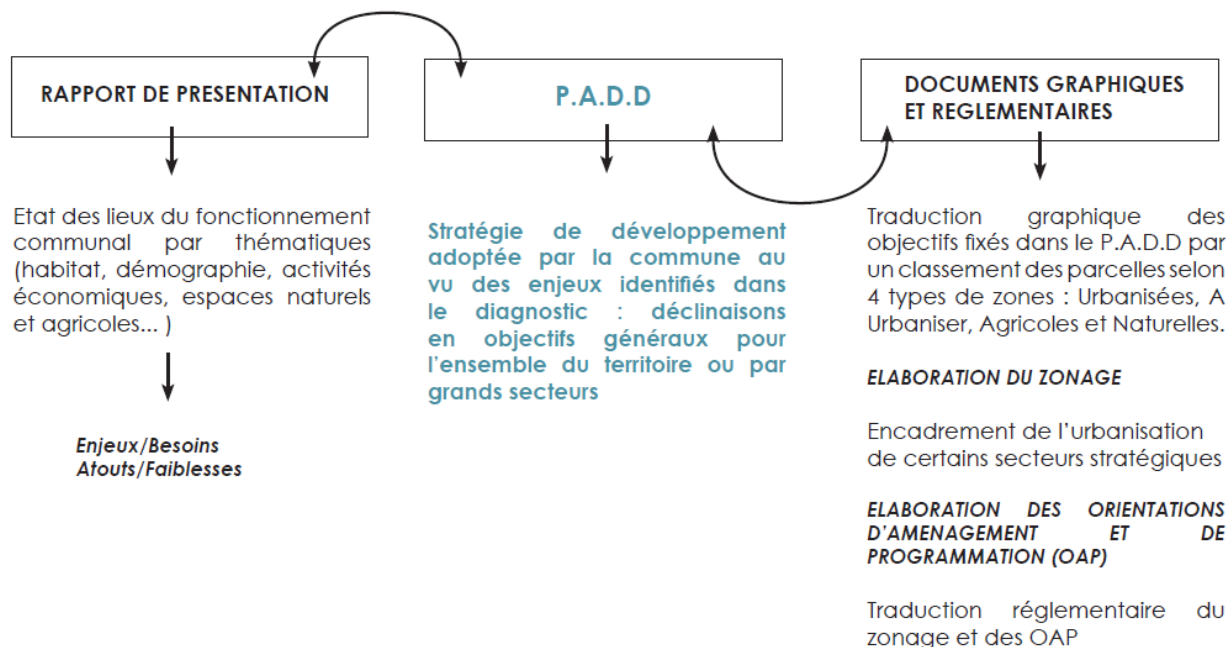 RAPPORT DE PRESENTATION
Etat des lieux du fonctionnement
communal par thématiques
(habitat, démographie, activités
économiques, espaces naturels
et agricoles... )
Enjeux/Besoins
Atouts/Faiblesses
P.A.D.D
Stratégie de développement
adoptée par la commune au
vu des enjeux identifiés dans
le diagnostic : déclinaisons
en objectifs généraux pour
l'ensemble du territoire ou par
grands secteurs
DOCUMENTS GRAPHIQUES
ET REGLEMENTAIRES
Traduction graphique des
objectifs fixés dans le P.A.D.D par
un classement des parcelles selon
4 types de zones : Urbanisées, A
Urbaniser, Agricoles et Naturelles.
ELABORATION DU ZONAGE
Encadrement de l'urbanisation
de certains secteurs stratégiques
ELABORATION DES ORIENTATIONS
D'AMENAGEMENT ET DE
PROGRAMMATION (OAP)
Traduction réglementaire du
zonage et des OAP